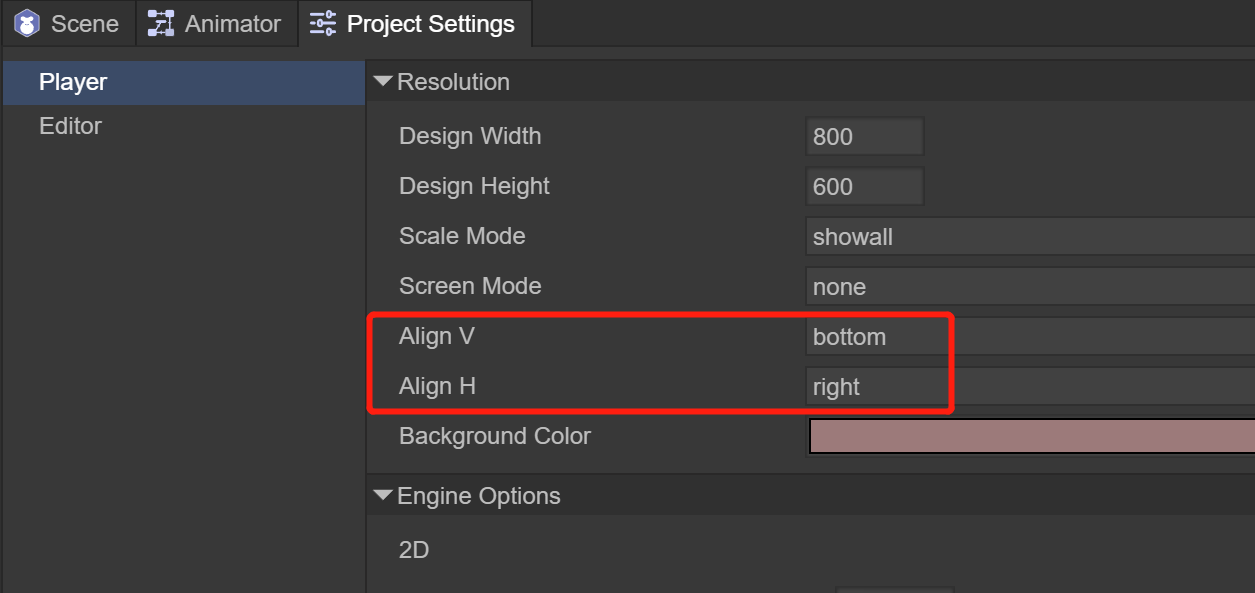 Scene Animator Project Settings
Player
Editor
Resolution
Design Width 800
Design Height 600
Scale Mode showall
Screen Mode none
Align V bottom
Align H right
Background Color
Engine Options
2D